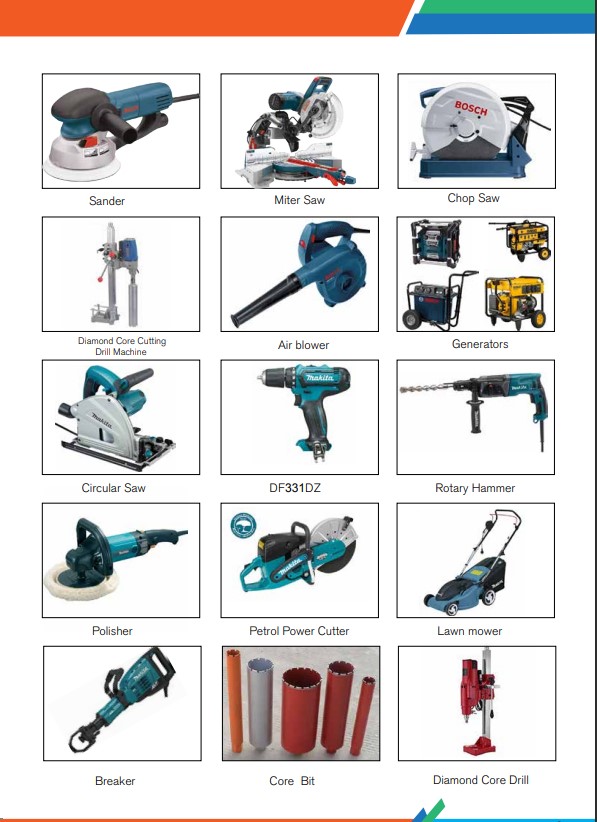 BOSCH
Sander
Miter Saw
Chop Saw
Diamond Core Cutting
Drill Machine
Air blower
Generators
makita
makita
Circular Saw
DF331DZ
Rotary Hammer
makita
Polisher
Petrol Power Cutter
Lawn mower
Breaker
Core Bit
Diamond Core Drill